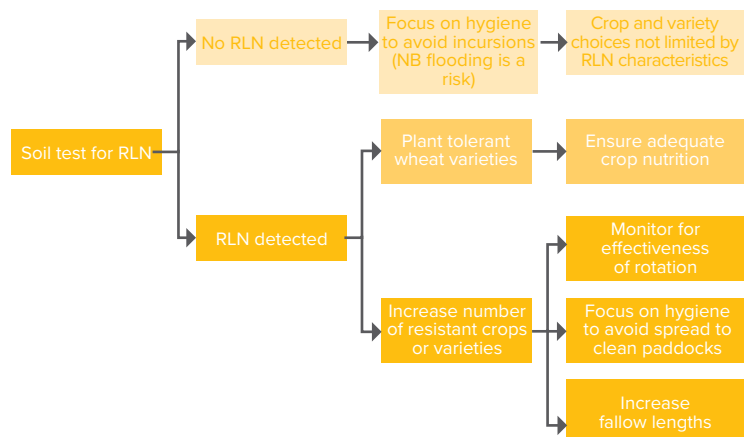 Soil test for RLN
No RLN detected
Focus on hygiene
to avoid incursions
(NB flooding is a
risk)
Crop and variety
choices not limited by
RLN characteristics
RLN detected
Plant tolerant
wheat varieties
Ensure adequate
crop nutrition
Increase number
of resistant crops
or varieties
Monitor for
effectiveness
of rotation
Focus on hygiene
to avoid spread to
clean paddocks
Increase
fallow lengths